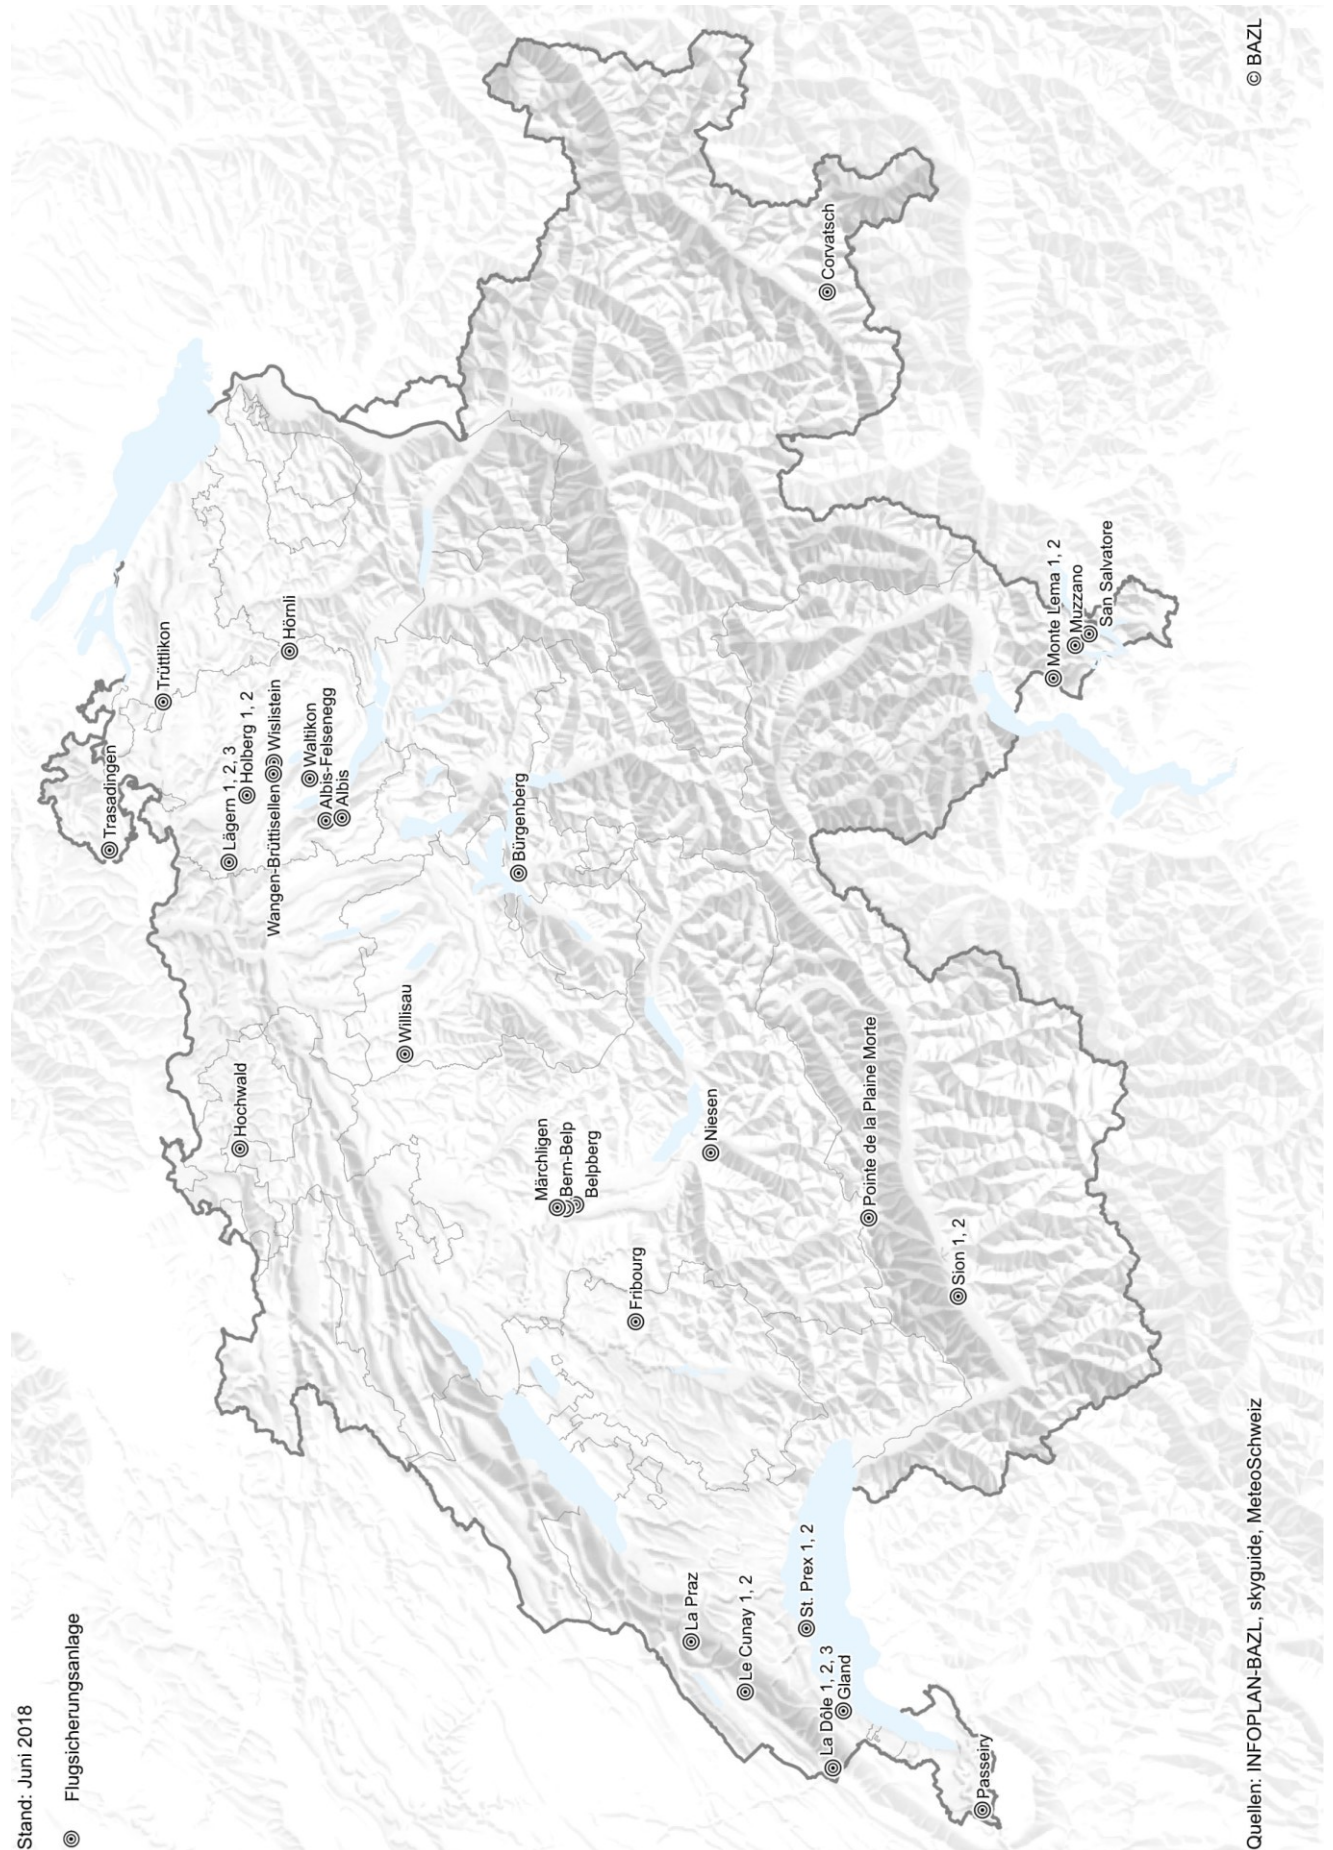 Stand: Juni 2018
Flugsicherungsanlage
Trasadingen
Trüttlikon
Lägern 1, 2, 3
Holberg 1, 2
Hochwald
Wangen-Brüttisellen
Wislistein
Hörnli
Waltikon
Albis-Felsenegg
Albis
Willisau
Bürgenberg
Märchligen
Bern-Belp
Belpberg
Fribourg
Niesen
La Praz
Le Cunay 1, 2
St. Prex 1, 2
La Dôle 1, 2, 3
Gland
Corvatsch
Pointe de la Plaine Morte
Sion 1, 2
Passeiry
Monte Lema 1, 2
Muzzano
San Salvatore
Quellen: INFOPLAN-BAZL, skyguide, MeteoSchweiz
© BAZL